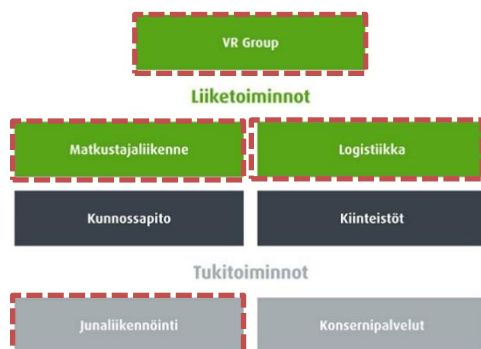 VR Group
Liiketoiminnot
Matkustajaliikenne
Logistiikka
Kunnossapito
Kiinteistöt
Tukitoiminnot
Junaliikennöinti
Konsernipalvelut